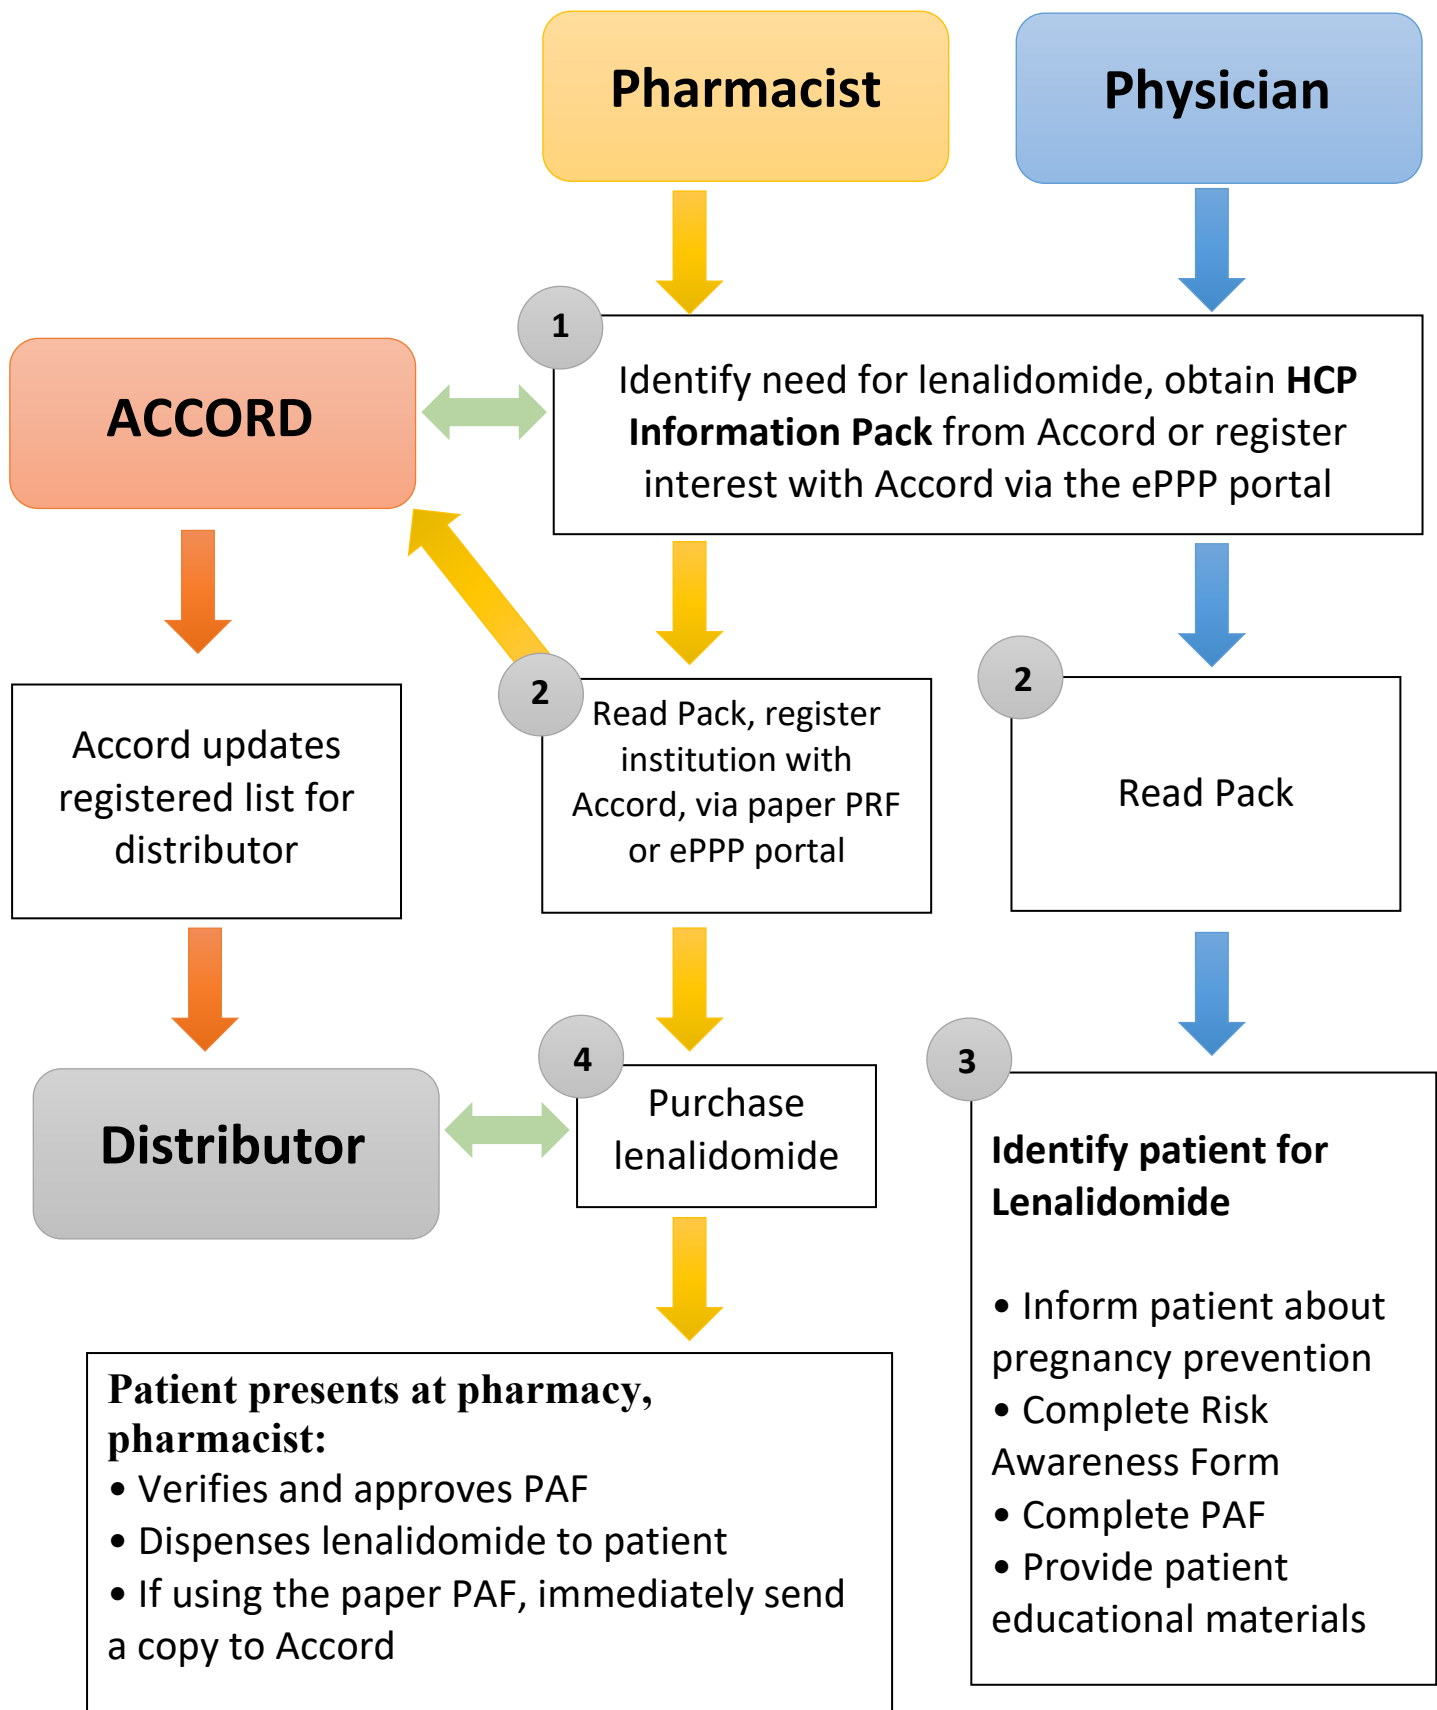 Pharmacist
Physician
1
Identify need for lenalidomide, obtain HCP
Information Pack from Accord or register
interest with Accord via the ePPP portal
ACCORD
2
Read Pack, register
institution with
Accord, via paper PRF
or ePPP portal
2
Read Pack
Accord updates
registered list for
distributor
4
Purchase
lenalidomide
Distributor
3
Identify patient for
Lenalidomide
• Inform patient about
pregnancy prevention
• Complete Risk
Awareness Form
• Complete PAF
• Provide patient
educational materials
Patient presents at pharmacy,
pharmacist:
• Verifies and approves PAF
• Dispenses lenalidomide to patient
• If using the paper PAF, immediately send
a copy to Accord